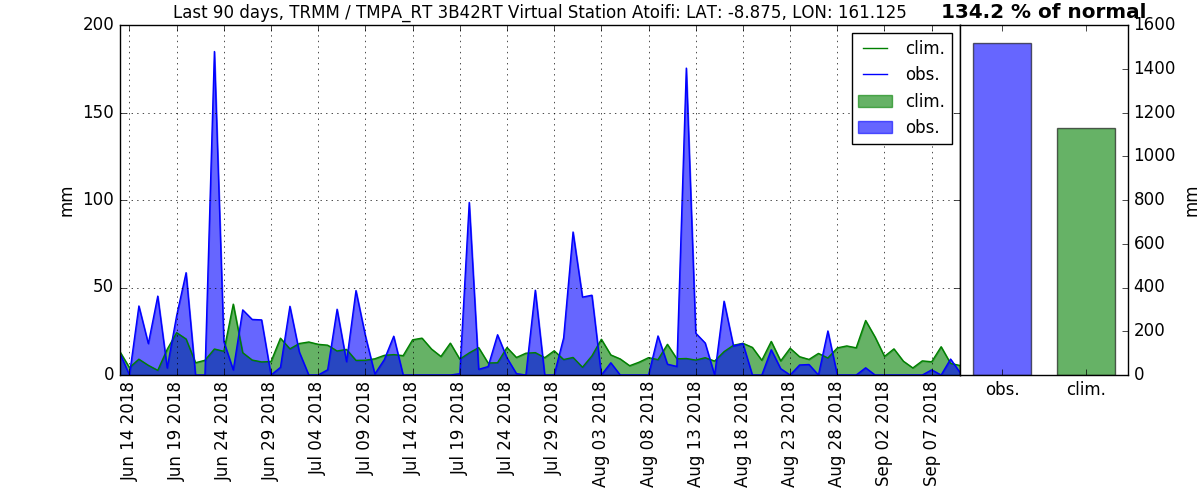 Last 90 days, TRMM / TMPA_RT 3B42RT Virtual Station Atoifi: LAT: -8.875, LON: 161.125
134.2 % of normal
200
150
100
50
0
mm
clim.
obs.
clim.
obs.
1600
1400
1200
1000
800
600
400
200
0
mm
obs.
clim.
Jun 14 2018
Jun 19 2018
Jun 24 2018
Jun 29 2018
Jul 04 2018
Jul 09 2018
Jul 14 2018
Jul 19 2018
Jul 24 2018
Jul 29 2018
Aug 03 2018
Aug 08 2018
Aug 13 2018
Aug 18 2018
Aug 23 2018
Aug 28 2018
Sep 02 2018
Sep 07 2018